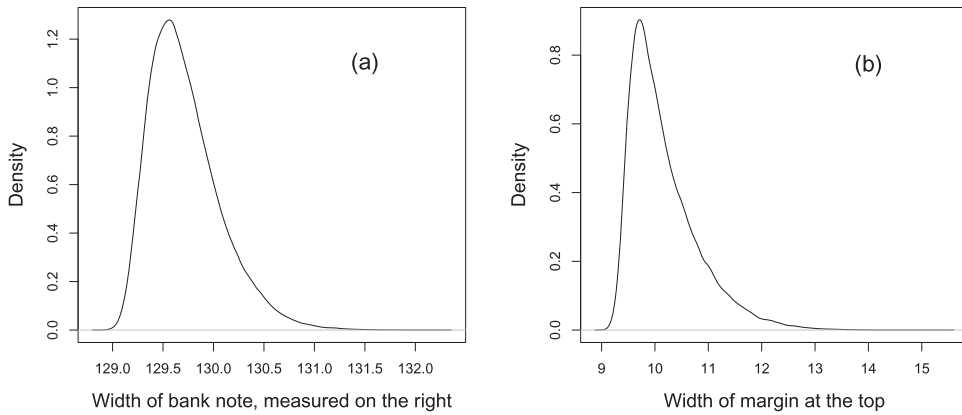 (a)
Density
0.0 0.2 0.4 0.6 0.8 1.0 1.2
129.0 129.5 130.0 130.5 131.0 131.5 132.0
Width of bank note, measured on the right
(b)
Density
0.0 0.2 0.4 0.6 0.8
9 10 11 12 13 14 15
Width of margin at the top